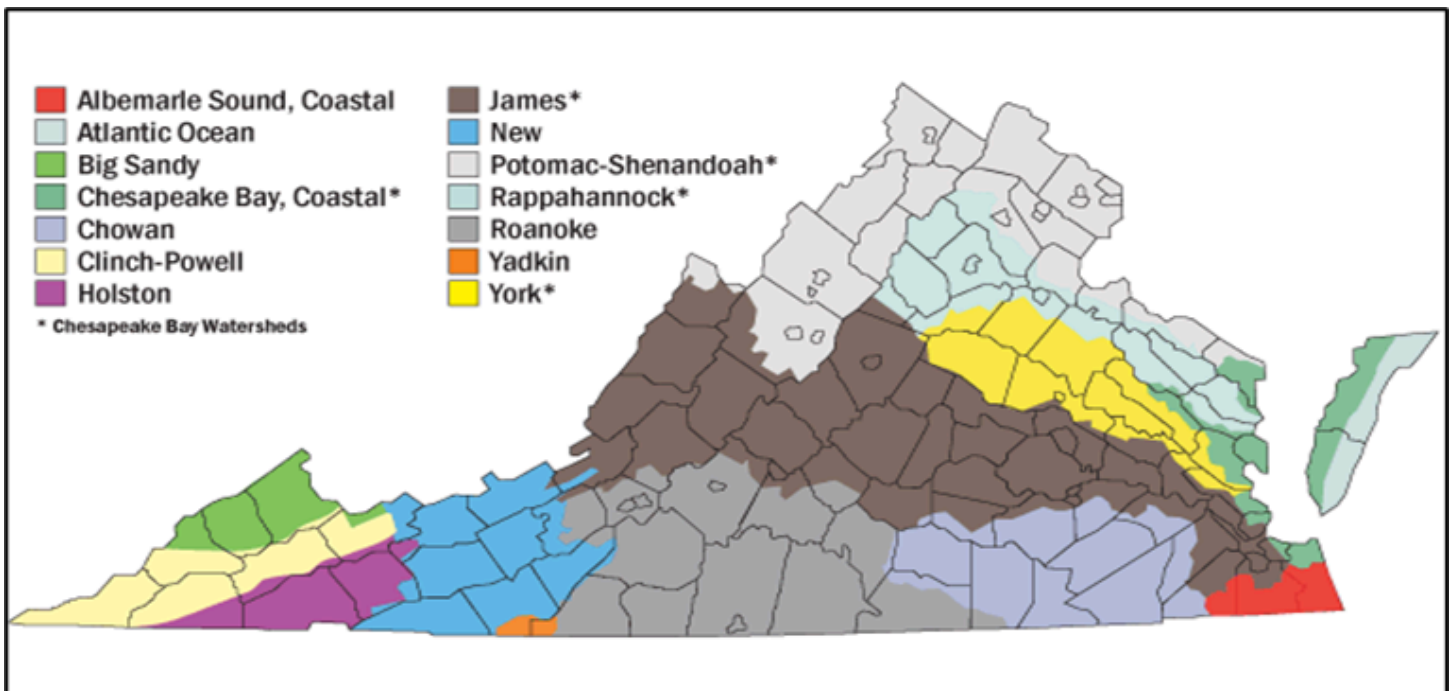 Albemarle Sound, Coastal
Atlantic Ocean
Big Sandy
Chesapeake Bay, Coastal*
Chowan
Clinch-Powell
Holston
* Chesapeake Bay Watersheds
James*
New
Potomac-Shenandoah*
Rappahannock*
Roanoke
Yadkin
York*